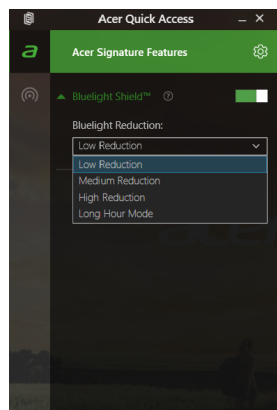 Acer Quick Access
Acer Signature Features
Bluelight Shield™
Bluelight Reduction:
Low Reduction
Low Reduction
Medium Reduction
High Reduction
Long Hour Mode
acer